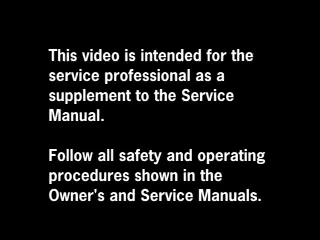 This video is intended for the
service professional as a
supplement to the Service
Manual.
Follow all safety and operating
procedures shown in the
Owner's and Service Manuals.